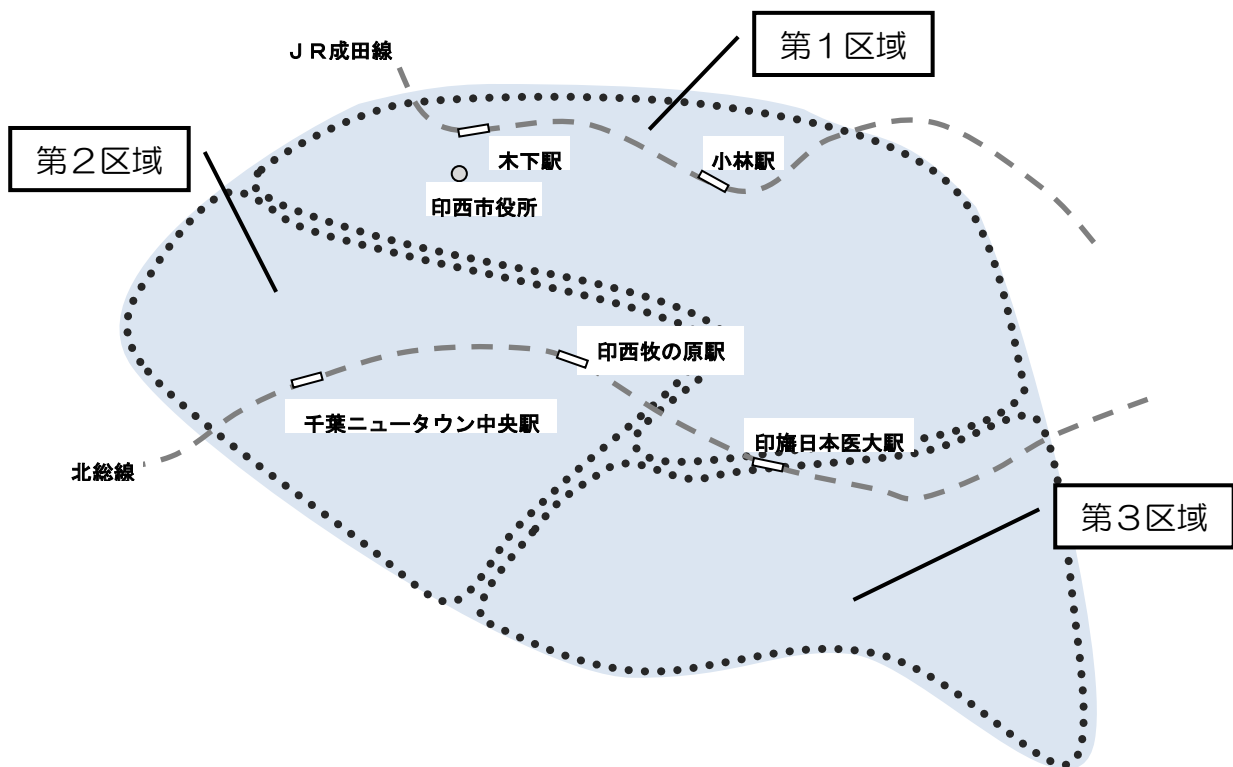 第１区域
ＪＲ成田線
第２区域
木下駅
小林駅
印西市役所
印西牧の原駅
千葉ニュータウン中央駅
印旛日本医大駅
北総線
第３区域